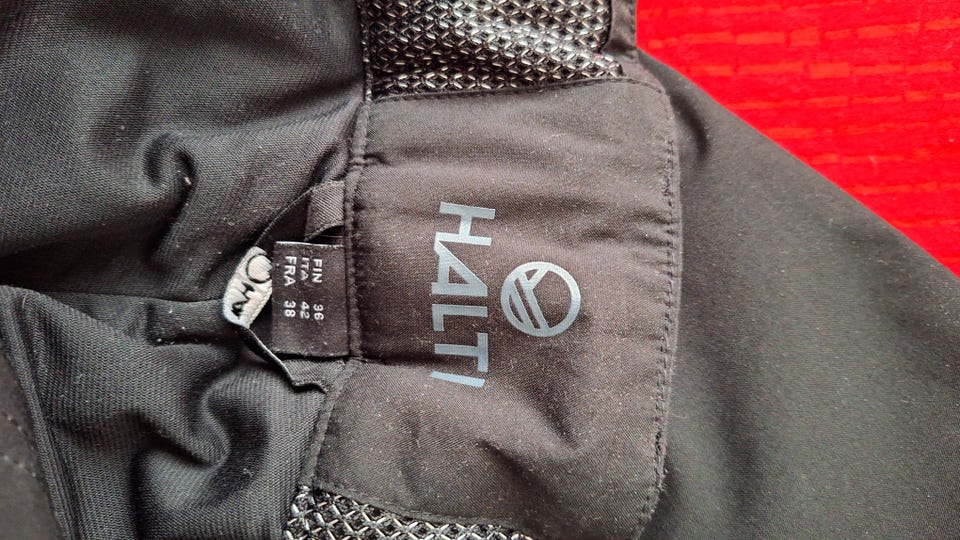 HALTI
FIN 36
ITA 42
FRA 38